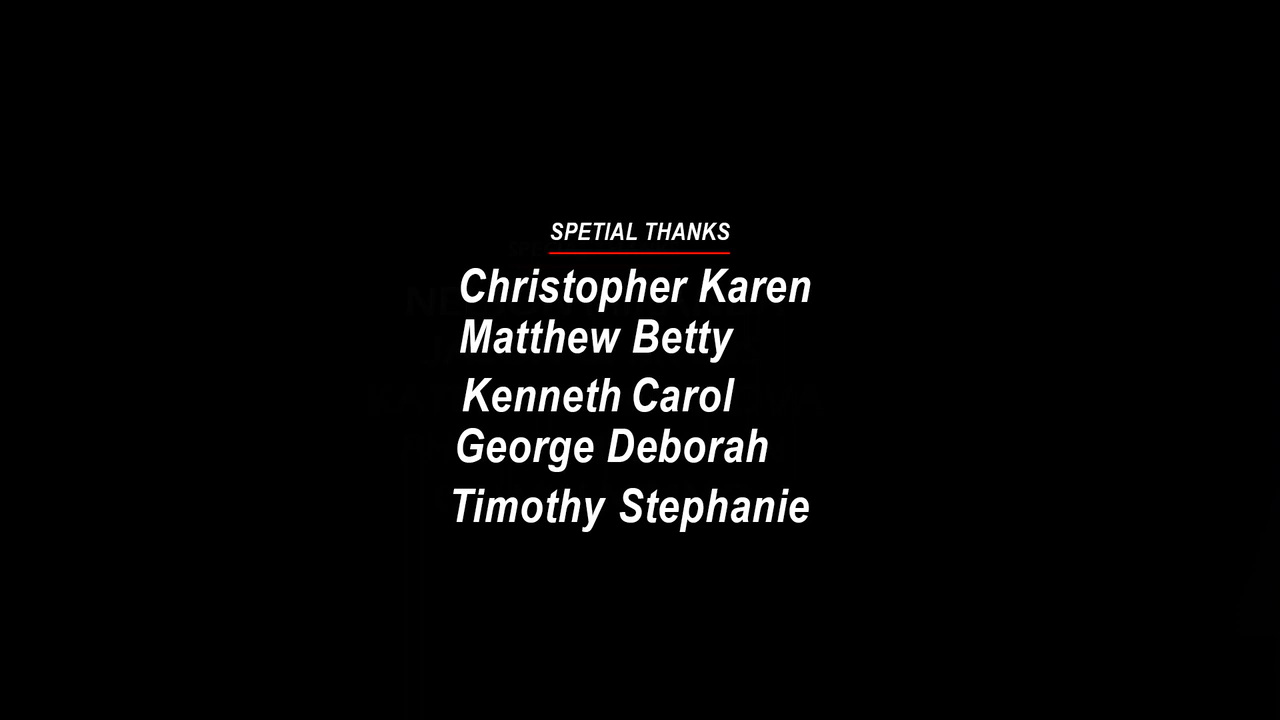 SPETIAL THANKS
Christopher Karen
Matthew Betty
Kenneth Carol
George Deborah
Timothy Stephanie